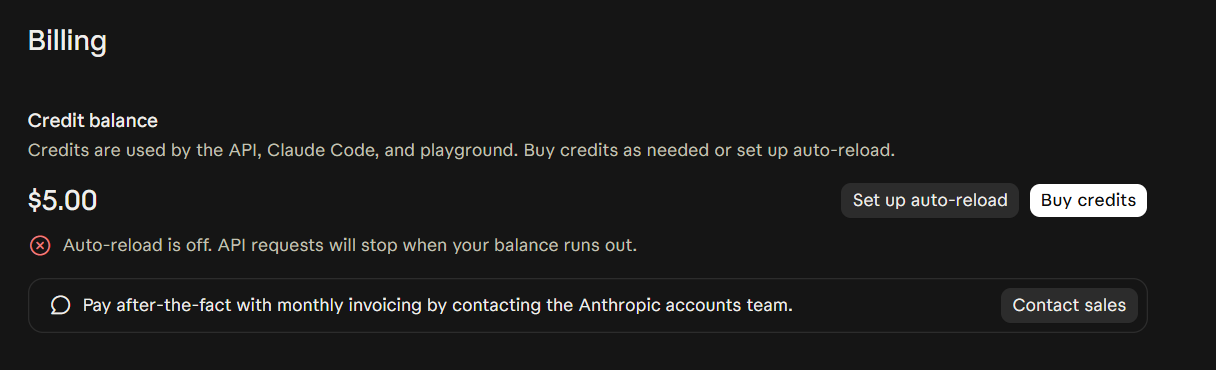 Billing
Credit balance
Credits are used by the API, Claude Code, and playground. Buy credits as needed or set up auto-reload.
$5.00
Set up auto-reload
Buy credits
Auto-reload is off. API requests will stop when your balance runs out.
Pay after-the-fact with monthly invoicing by contacting the Anthropic accounts team.
Contact sales